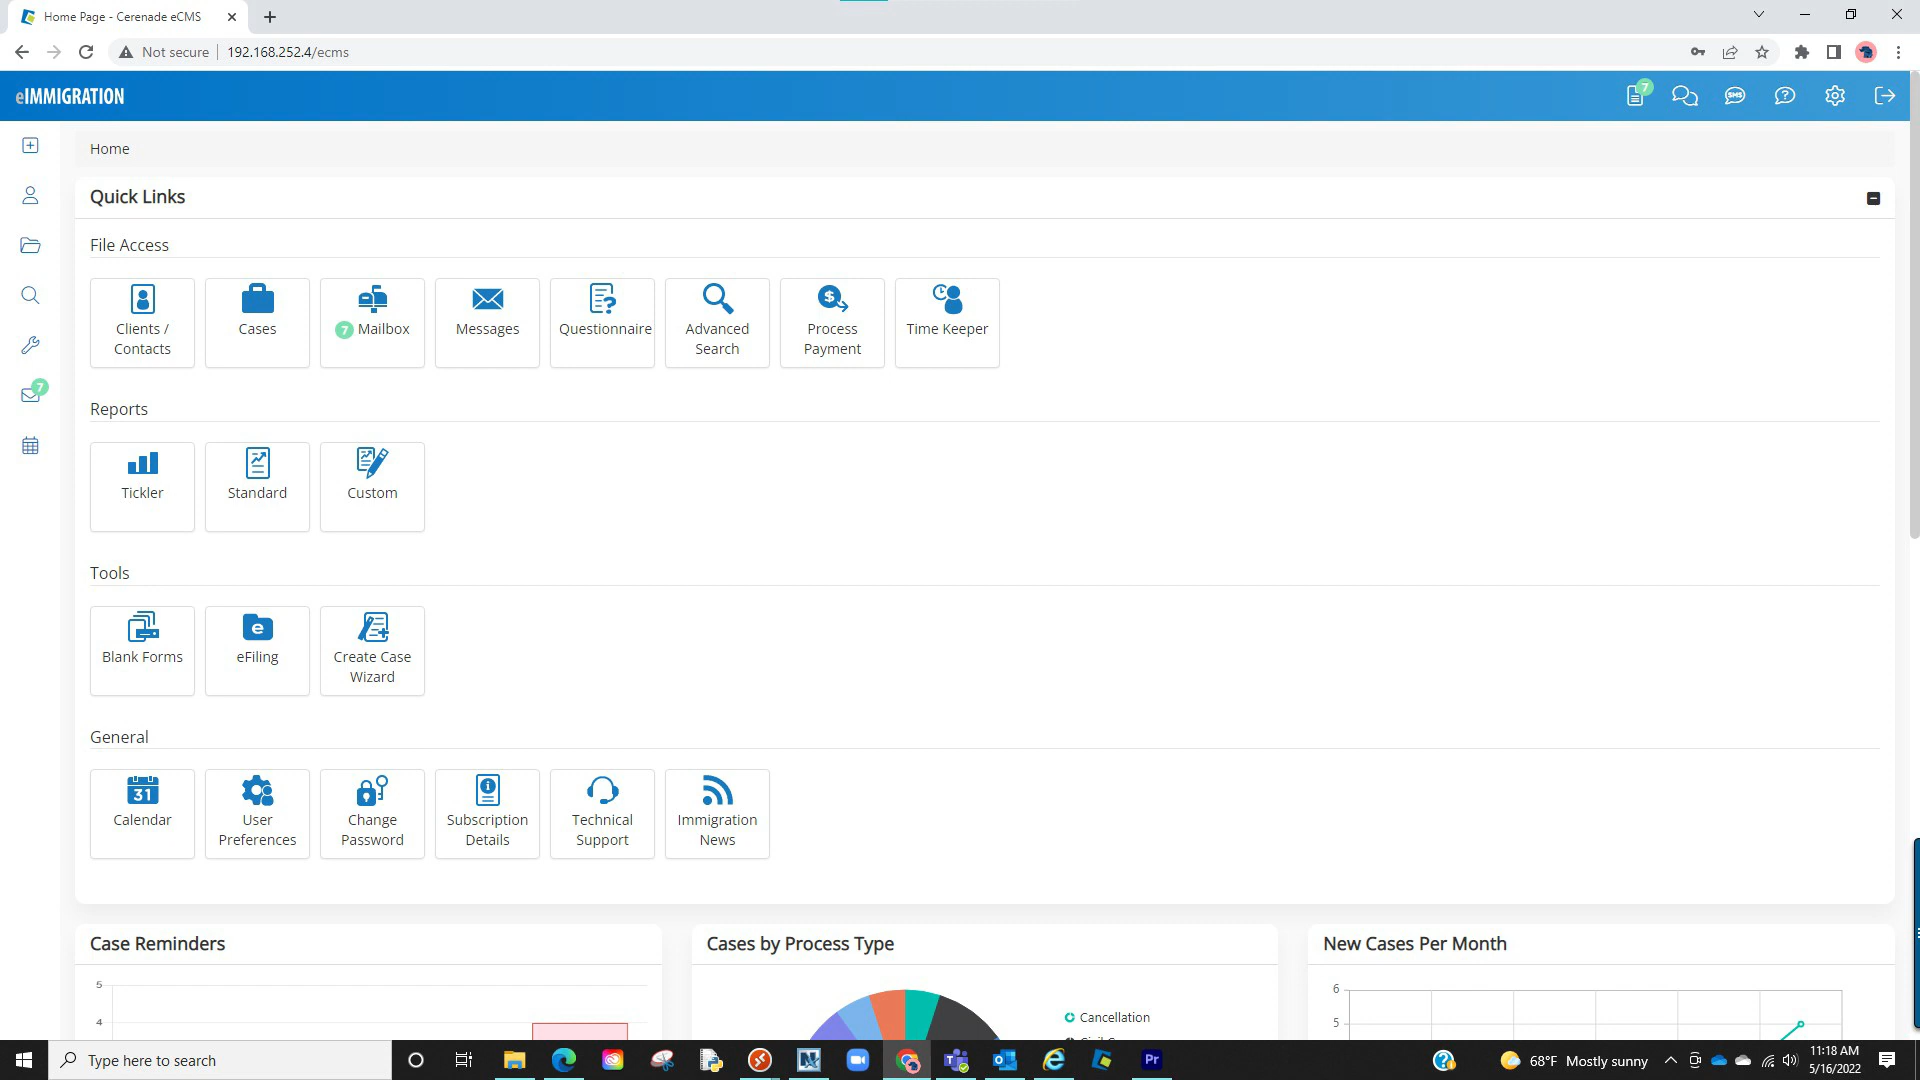 Home Page - Cerenade eCMS
Not secure 192.168.252.4/ecms
eIMMIGRATION
7
SMS
Home
Quick Links
File Access
Clients / Contacts
Cases
7 Mailbox
Messages
Questionnaire
Advanced Search
Process Payment
Time Keeper
7
Reports
Tickler
Standard
Custom
Tools
Blank Forms
eFiling
Create Case Wizard
General
31
Calendar
User Preferences
Change Password
Subscription Details
Technical Support
Immigration News
Case Reminders
5
4
Cases by Process Type
Cancellation
New Cases Per Month
6
5
Type here to search
Pr
68°F Mostly sunny
11:18 AM
5/16/2022